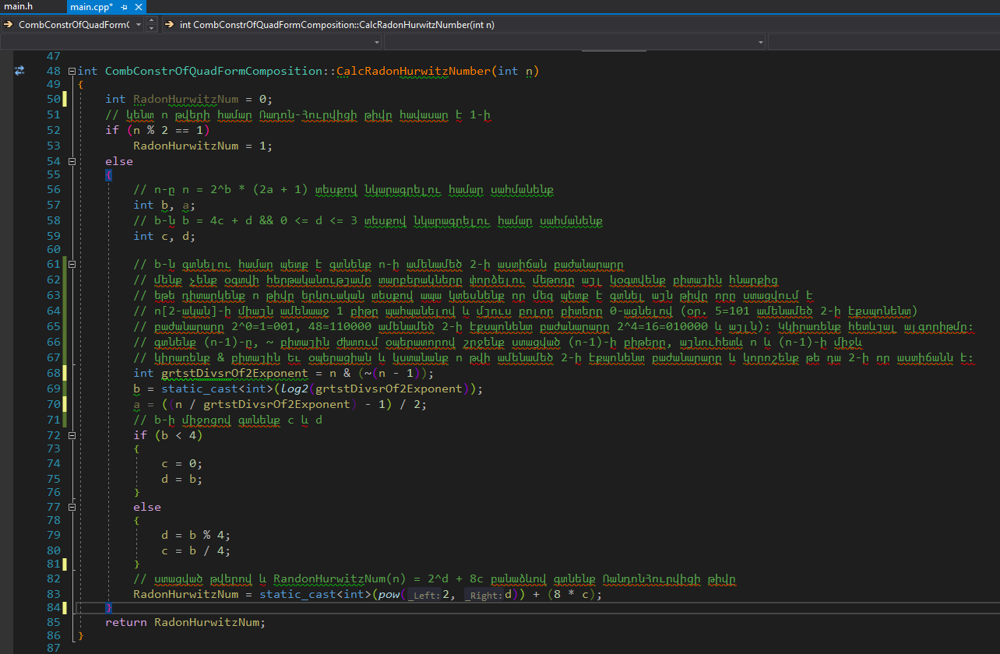 main.h
main.cpp*
CombConstrOfQuadForm
int CombConstrOfQuadFormComposition::CalcRadonHurwitzNumber(int n)
47
48 int CombConstrOfQuadFormComposition::CalcRadonHurwitzNumber(int n)
49 {
50 int RadonHurwitzNum = 0;
51 // կենտ n թվերի համար Ռադոն-Հուրվիցի թիվը հավասար է 1-ի
52 if (n % 2 == 1)
53 RadonHurwitzNum = 1;
54 else
55 {
56 // n-ը n = 2^b * (2a + 1) տեսքով նկարագրելու համար սահմանենք
57 int b, a;
58 // b-ն b = 4c + d && 0 <= d <= 3 տեսքով նկարագրելու համար սահմանենք
59 int c, d;
60
61 // b-ն գտնելու համար պետք է գտնենք n-ի ամենամեծ 2-ի աստիճան բաժանարարը
62 // մենք չենք օգտվի հերթականությամբ տարբերակները փորձելու մեթոդը այլ կօգտվենք բիտային հնարքից
63 // եթե դիտարկենք n թիվը երկուական տեսքով ապա կտեսնենք որ մեզ պետք է գտնել այն թիվը որը ստացվում է
64 // n[2-ական]-ի միայն ամենաաջ 1 բիթը պահպանելով և մյուս բոլոր բիտերը 0-ացնելով (օր. 5=101 ամենամեծ 2-ի էքսպոնենտ)
65 // բաժանարարը 2^0=1=001, 48=110000 ամենամեծ 2-ի էքսպոնենտ բաժանարարը 2^4=16=010000 և այլն): Կկիրառենք հետևյալ ալգորիթմը:
66 // գտնենք (n-1)-ը, ~ բիտային ժխտում օպերատորով շրջենք ստացված (n-1)-ի բիթերը, այնուհետև n և (n-1)-ի միջև
67 // կիրառենք & բիտային եւ օպերացիան և կստանանք n թվի ամենամեծ 2-ի էքպոնենտ բաժանարարը և կորոշենք թե դա 2-ի որ աստիճանն է:
68 int grtstDivsrOf2Exponent = n & (~(n - 1));
69 b = static_cast<int>(log2(grtstDivsrOf2Exponent));
70 a = ((n / grtstDivsrOf2Exponent) - 1) / 2;
71 // b-ի միջոցով գտնենք c և d
72 if (b < 4)
73 {
74 c = 0;
75 d = b;
76 }
77 else
78 {
79 d = b % 4;
80 c = b / 4;
81 }
82 // ստացված թվերով և RandonHurwitzNum(n) = 2^d + 8c բանաձևով գտնենք ՌանդոնՀուրվիցի թիվը
83 RadonHurwitzNum = static_cast<int>(pow(_Left:2, _Right:d)) + (8 * c);
84 }
85 return RadonHurwitzNum;
86 }
87